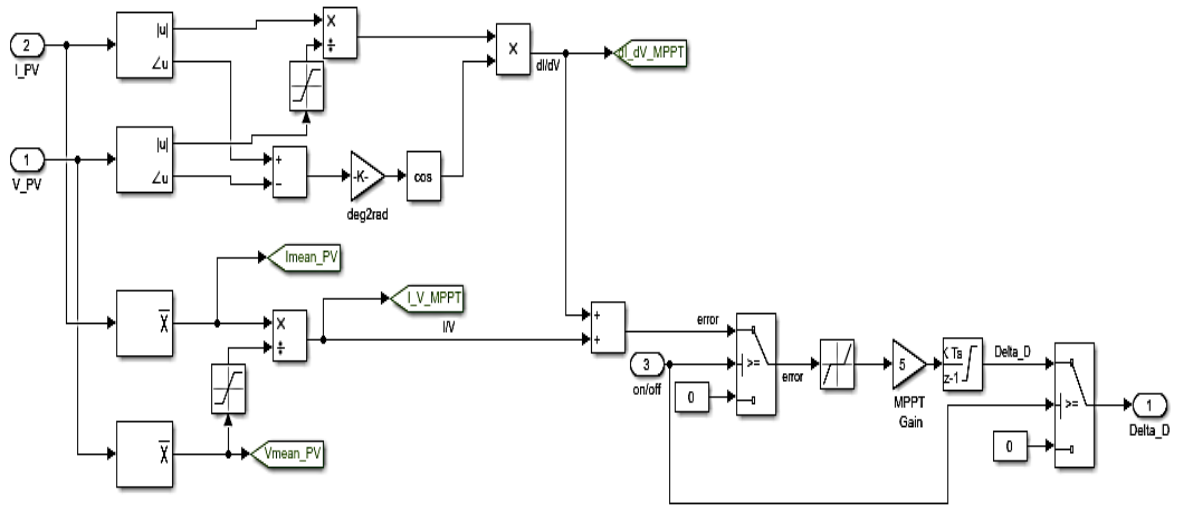 2
I_PV
|u|
∠u
×
÷
×
dI/dV
dI_dV_MPPT
1
V_PV
|u|
∠u
+
−
-K-
deg2rad
cos
Imean_PV
I_V_MPPT
x̅
×
÷
I/V
+
+
error
3
on/off
>=
0
error
5
MPPT
Gain
K Ts
z-1
Delta_D
>=
0
1
Delta_D
x̅
Vmean_PV